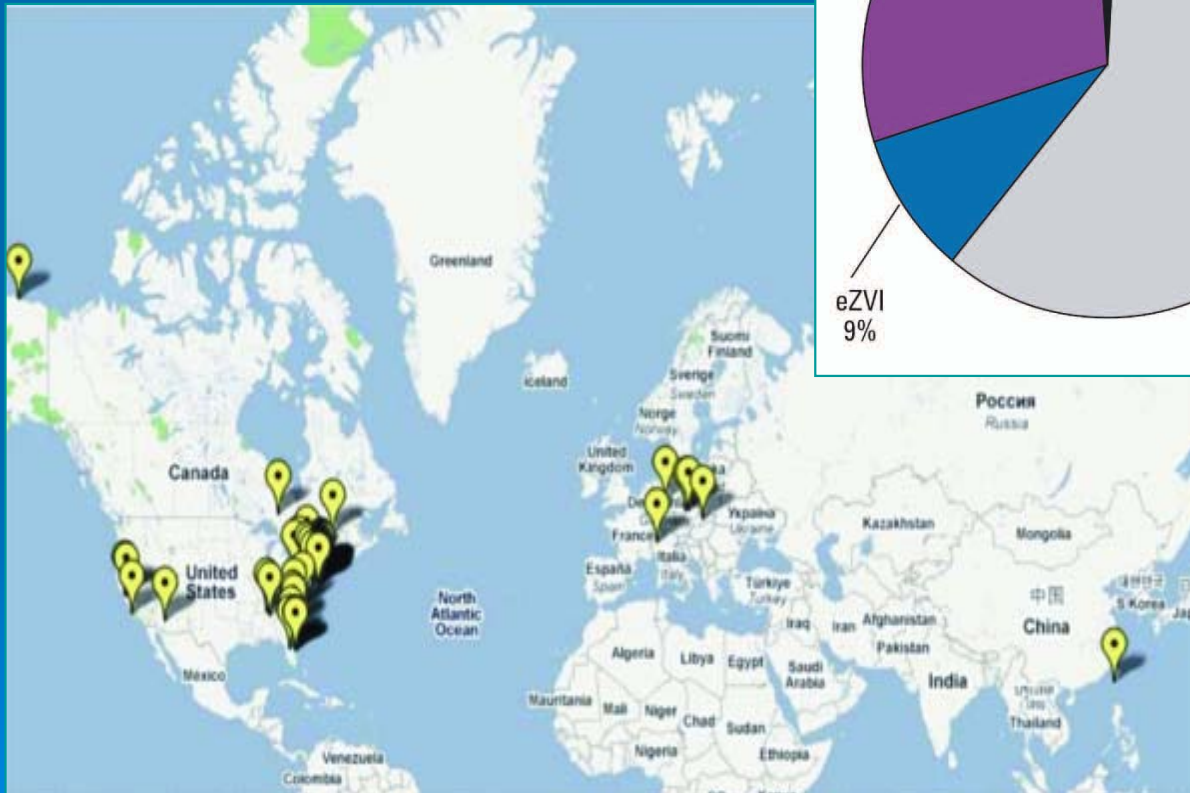 eZVI
9%
Greenland
Iceland
Suomi
Finland
Sverige
Sweden
Norge
Norway
Россия
Russia
United
Kingdom
Canada
Україна
Ukraine
France
Kazakhstan
Mongolia
Italia
Italy
España
Spain
Türkiye
Turkey
United
States
North
Atlantic
Ocean
中国
China
S Korea
Iraq
Iran
Afghanistan
Pakistan
Algeria
Libya
Egypt
Saudi
Arabia
India
México
Mauritania
Mali
Niger
Chad
Sudan
Thailand
Nigeria
Ethiopia
Venezuela
Colombia